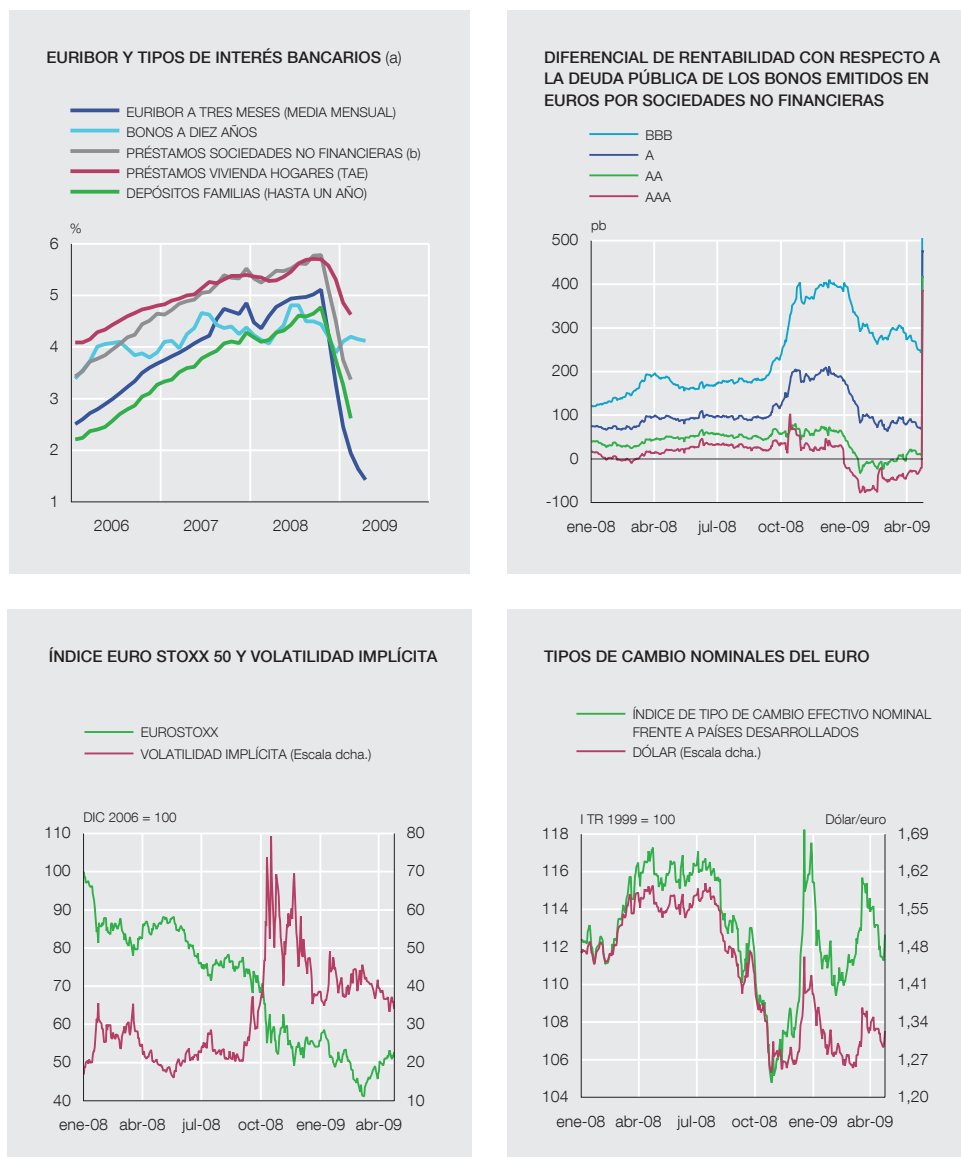 EURIBOR Y TIPOS DE INTERÉS BANCARIOS (a)
EURIBOR A TRES MESES (MEDIA MENSUAL)
BONOS A DIEZ AÑOS
PRÉSTAMOS SOCIEDADES NO FINANCIERAS (b)
PRÉSTAMOS VIVIENDA HOGARES (TAE)
DEPÓSITOS FAMILIAS (HASTA UN AÑO)
%
6
5
4
3
2
1
2006 2007 2008 2009
DIFERENCIAL DE RENTABILIDAD CON RESPECTO A
LA DEUDA PÚBLICA DE LOS BONOS EMITIDOS EN
EUROS POR SOCIEDADES NO FINANCIERAS
BBB
A
AA
AAA
pb
500
400
300
200
100
0
-100
ene-08 abr-08 jul-08 oct-08 ene-09 abr-09
ÍNDICE EURO STOXX 50 Y VOLATILIDAD IMPLÍCITA
EUROSTOXX
VOLATILIDAD IMPLÍCITA (Escala dcha.)
DIC 2006 = 100
110 80
100 70
90 60
80 50
70 40
60 30
50 20
40 10
ene-08 abr-08 jul-08 oct-08 ene-09 abr-09
TIPOS DE CAMBIO NOMINALES DEL EURO
ÍNDICE DE TIPO DE CAMBIO EFECTIVO NOMINAL
FRENTE A PAÍSES DESARROLLADOS
DÓLAR (Escala dcha.)
I TR 1999 = 100 Dólar/euro
118 1,69
116 1,62
114 1,55
112 1,48
110 1,41
108 1,34
106 1,27
104 1,20
ene-08 abr-08 jul-08 oct-08 ene-09 abr-09